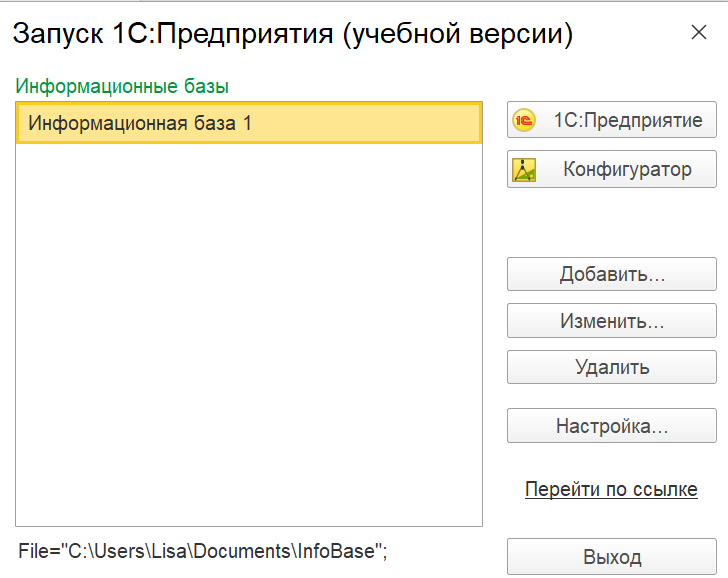 Запуск 1С:Предприятия (учебной версии)
Информационные базы
Информационная база 1
1С:Предприятие
Конфигуратор
Добавить...
Изменить...
Удалить
Настройка...
Перейти по ссылке
File="C:\Users\Lisa\Documents\InfoBase";
Выход